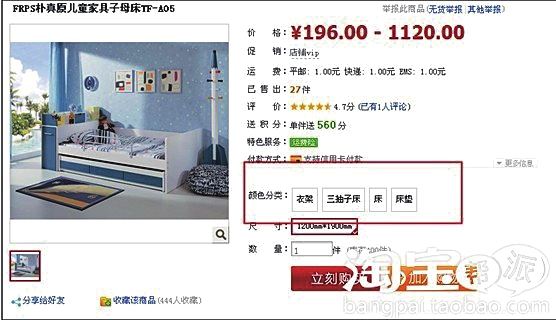 FRPS朴真原儿童家具子母床TF-A05
举报此商品(无货举报|其他举报)
价 格: ¥196.00 - 1120.00
促 销: 店铺vip
运 费: 平邮: 1.00元 快递: 1.00元 EMS: 1.00元
已 售 出: 27件
评 价: 4.7分(已有1人评论)
送 积 分: 单件送 560 分
特色服务:
付款方式: 支持信用卡付款
更多信息
颜色分类: 衣架 三抽子床 床 床垫
尺 寸: 1200mm*1900mm
数 量: 1 件
立刻购 加入
淘宝 派
bangpai.taobao.com
分享给好友 收藏该商品 (444人收藏)